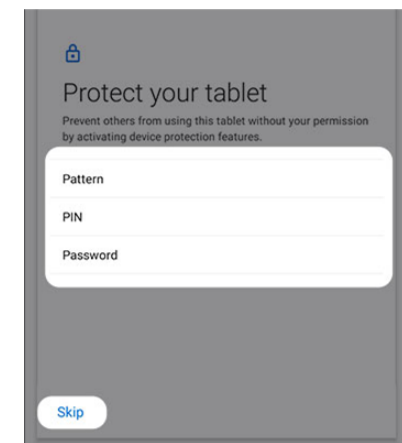 Protect your tablet
Prevent others from using this tablet without your permission
by activating device protection features.
Pattern
PIN
Password
Skip